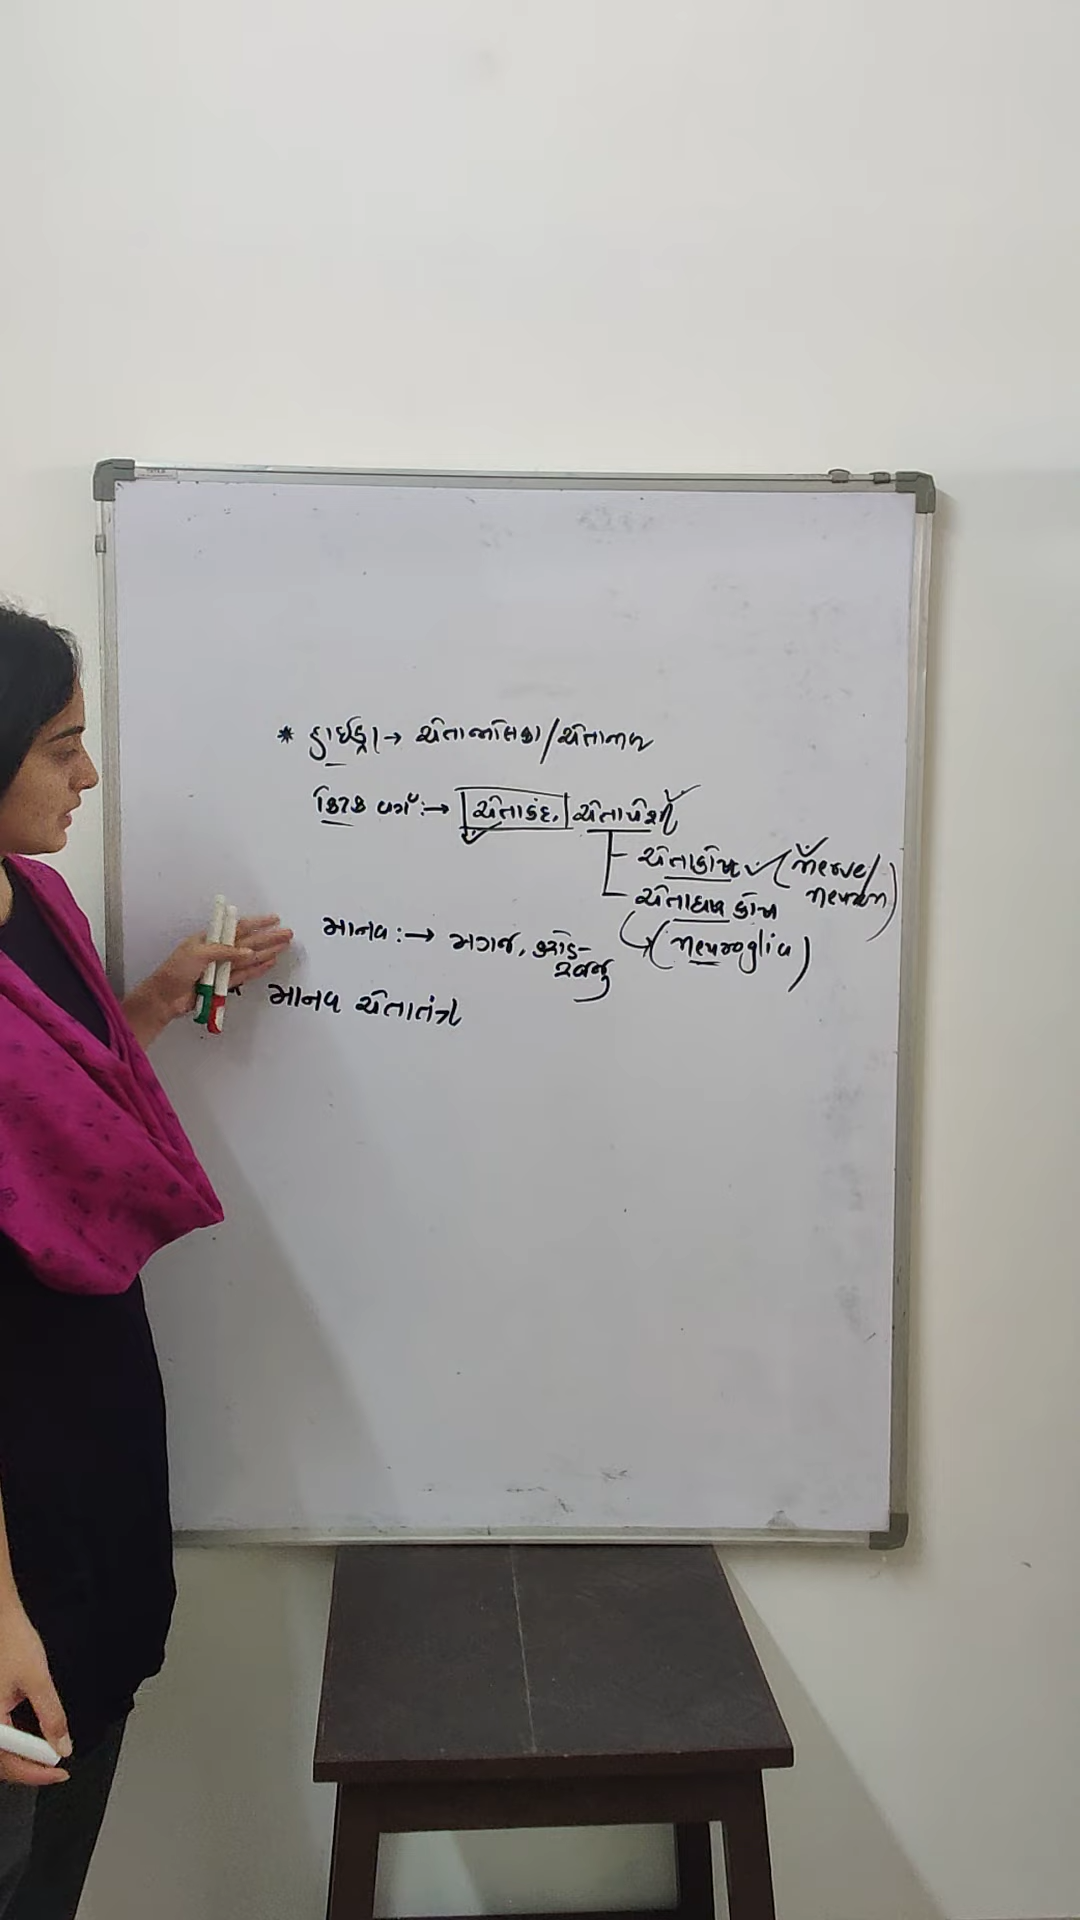 * હાઈડ્રા → ચેતાજાલિકા/ચેતાજાળ
કિટક વર્ગ :→ ચેતાકંદ, ચેતાપેશી
ચેતાકોષ (Nerve/
neuron)
ચેતાધાર કોષ
(neuroglia)
માનવ :→ મગજ, કરોડ-
રજ્જુ
માનવ ચેતાતંત્ર